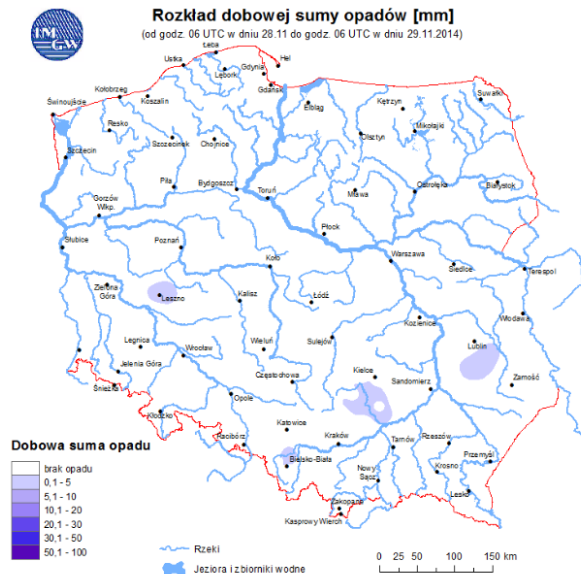 IM
GW
Rozkład dobowej sumy opadów [mm]
(od godz. 06 UTC w dniu 28.11 do godz. 06 UTC w dniu 29.11.2014)
Łeba
Hel
Ustka
Gdynia
Lębork
Gdańsk
Kołobrzeg
Koszalin
Suwałki
Świnoujście
Elbląg
Kętrzyn
Resko
Mikołajki
Szczecinek
Chojnice
Olsztyn
Szczecin
Piła
Bydgoszcz
Toruń
Mława
Ostrołęka
Białystok
Gorzów
Wlkp.
Płock
Słubice
Poznań
Koło
Warszawa
Siedlce
Terespol
Zielona
Góra
Leszno
Kalisz
Łódź
Kozienice
Włodawa
Legnica
Wrocław
Wieluń
Sulejów
Lublin
Jelenia Góra
Śnieżka
Częstochowa
Kielce
Sandomierz
Zamość
Opole
Kłodzko
Racibórz
Katowice
Kraków
Tarnów
Rzeszów
Bielsko-Biała
Nowy
Sącz
Krosno
Przemyśl
Lesko
Zakopane
Kasprowy Wierch
Dobowa suma opadu
brak opadu
0,1 - 5
5,1 - 10
10,1 - 20
20,1 - 30
30,1 - 50
50,1 - 100
Rzeki
Jeziora i zbiorniki wodne
0 25 50 100 150 km